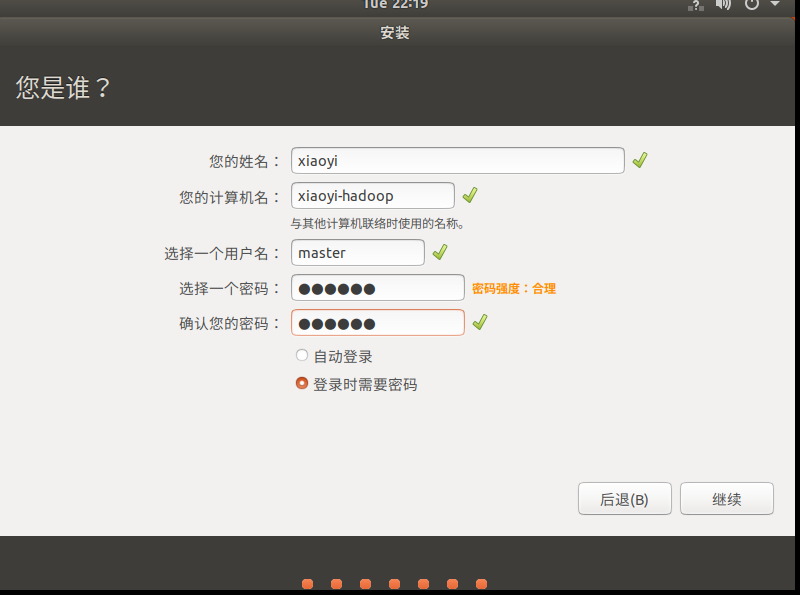 Tue 22:19
安装
您是谁？
您的姓名： xiaoyi
您的计算机名： xiaoyi-hadoop
与其他计算机联络时使用的名称。
选择一个用户名： master
选择一个密码： ●●●●●● 密码强度：合理
确认您的密码： ●●●●●●
自动登录
登录时需要密码
后退(B) 继续